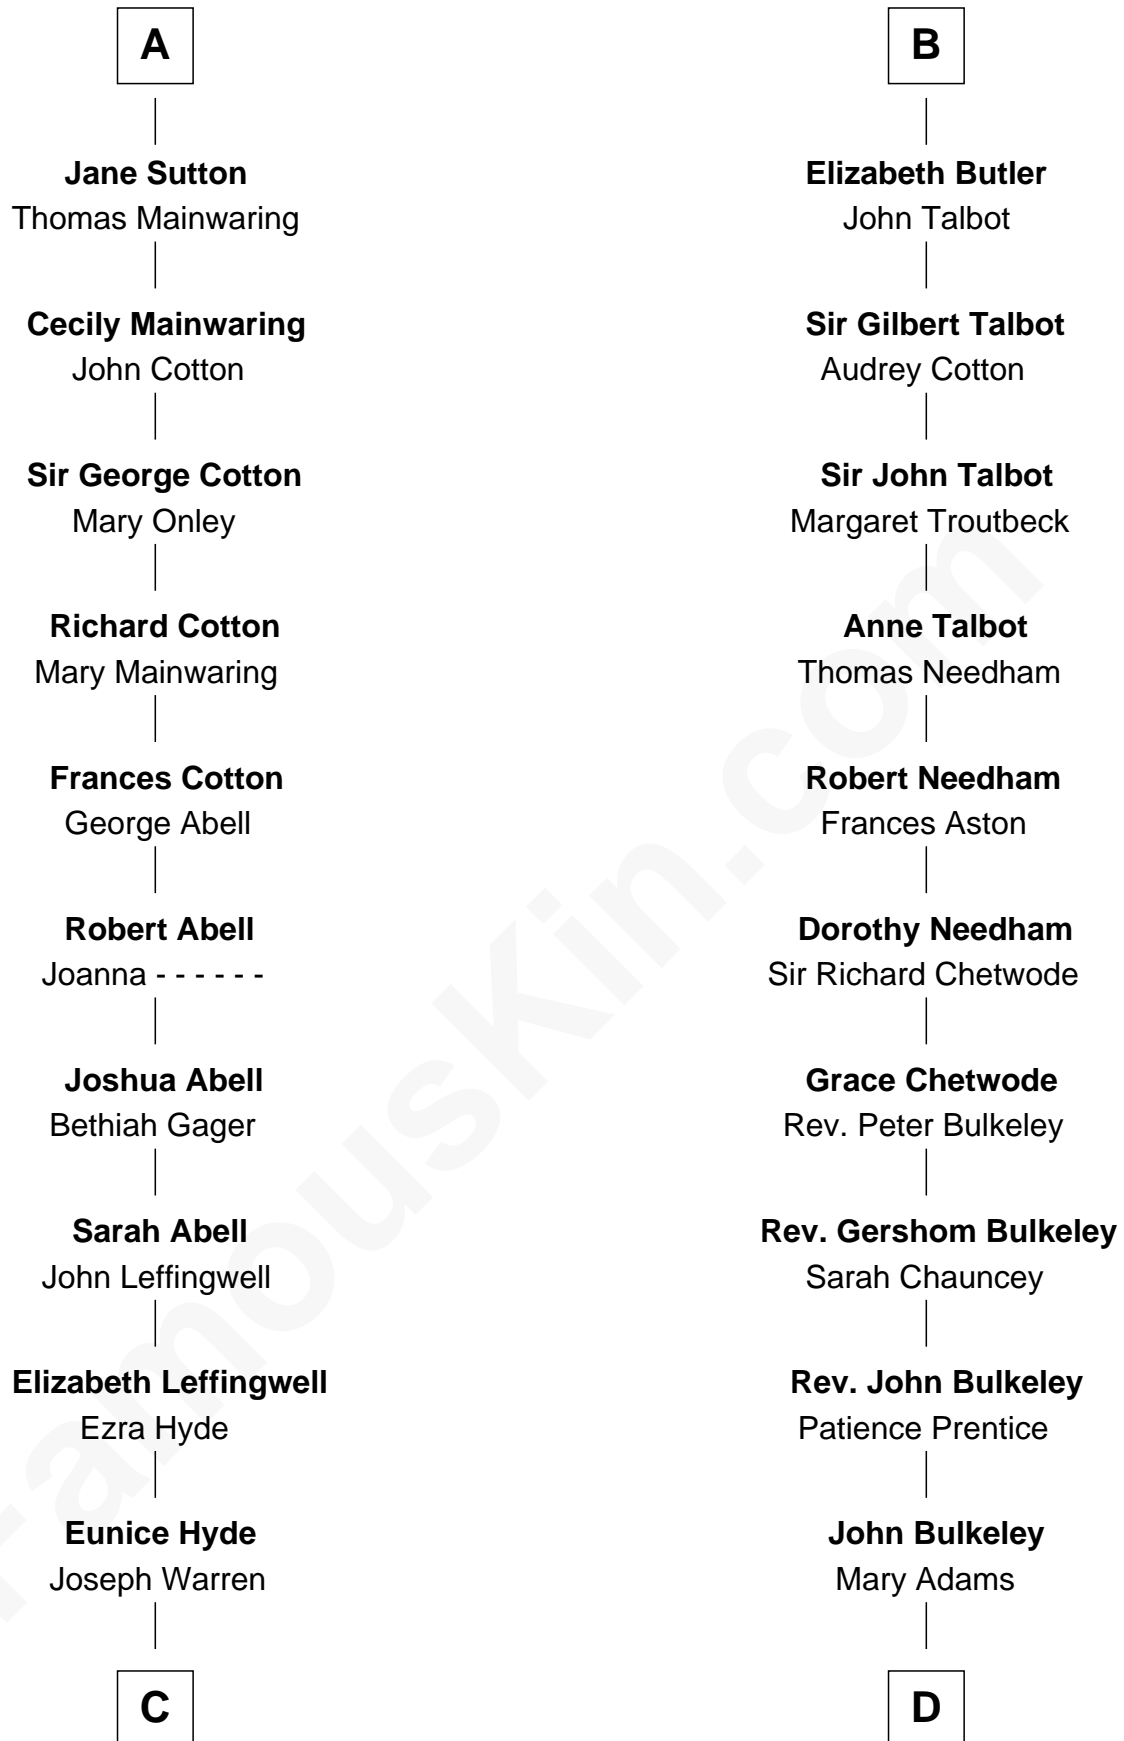 A
Jane Sutton
Thomas Mainwaring
Cecily Mainwaring
John Cotton
Sir George Cotton
Mary Onley
Richard Cotton
Mary Mainwaring
Frances Cotton
George Abell
Robert Abell
Joanna - - - - - -
Joshua Abell
Bethiah Gager
Sarah Abell
John Leffingwell
Elizabeth Leffingwell
Ezra Hyde
Eunice Hyde
Joseph Warren
C
B
Elizabeth Butler
John Talbot
Sir Gilbert Talbot
Audrey Cotton
Sir John Talbot
Margaret Troutbeck
Anne Talbot
Thomas Needham
Robert Needham
Frances Aston
Dorothy Needham
Sir Richard Chetwode
Grace Chetwode
Rev. Peter Bulkeley
Rev. Gershom Bulkeley
Sarah Chauncey
Rev. John Bulkeley
Patience Prentice
John Bulkeley
Mary Adams
D
FamousKin.com